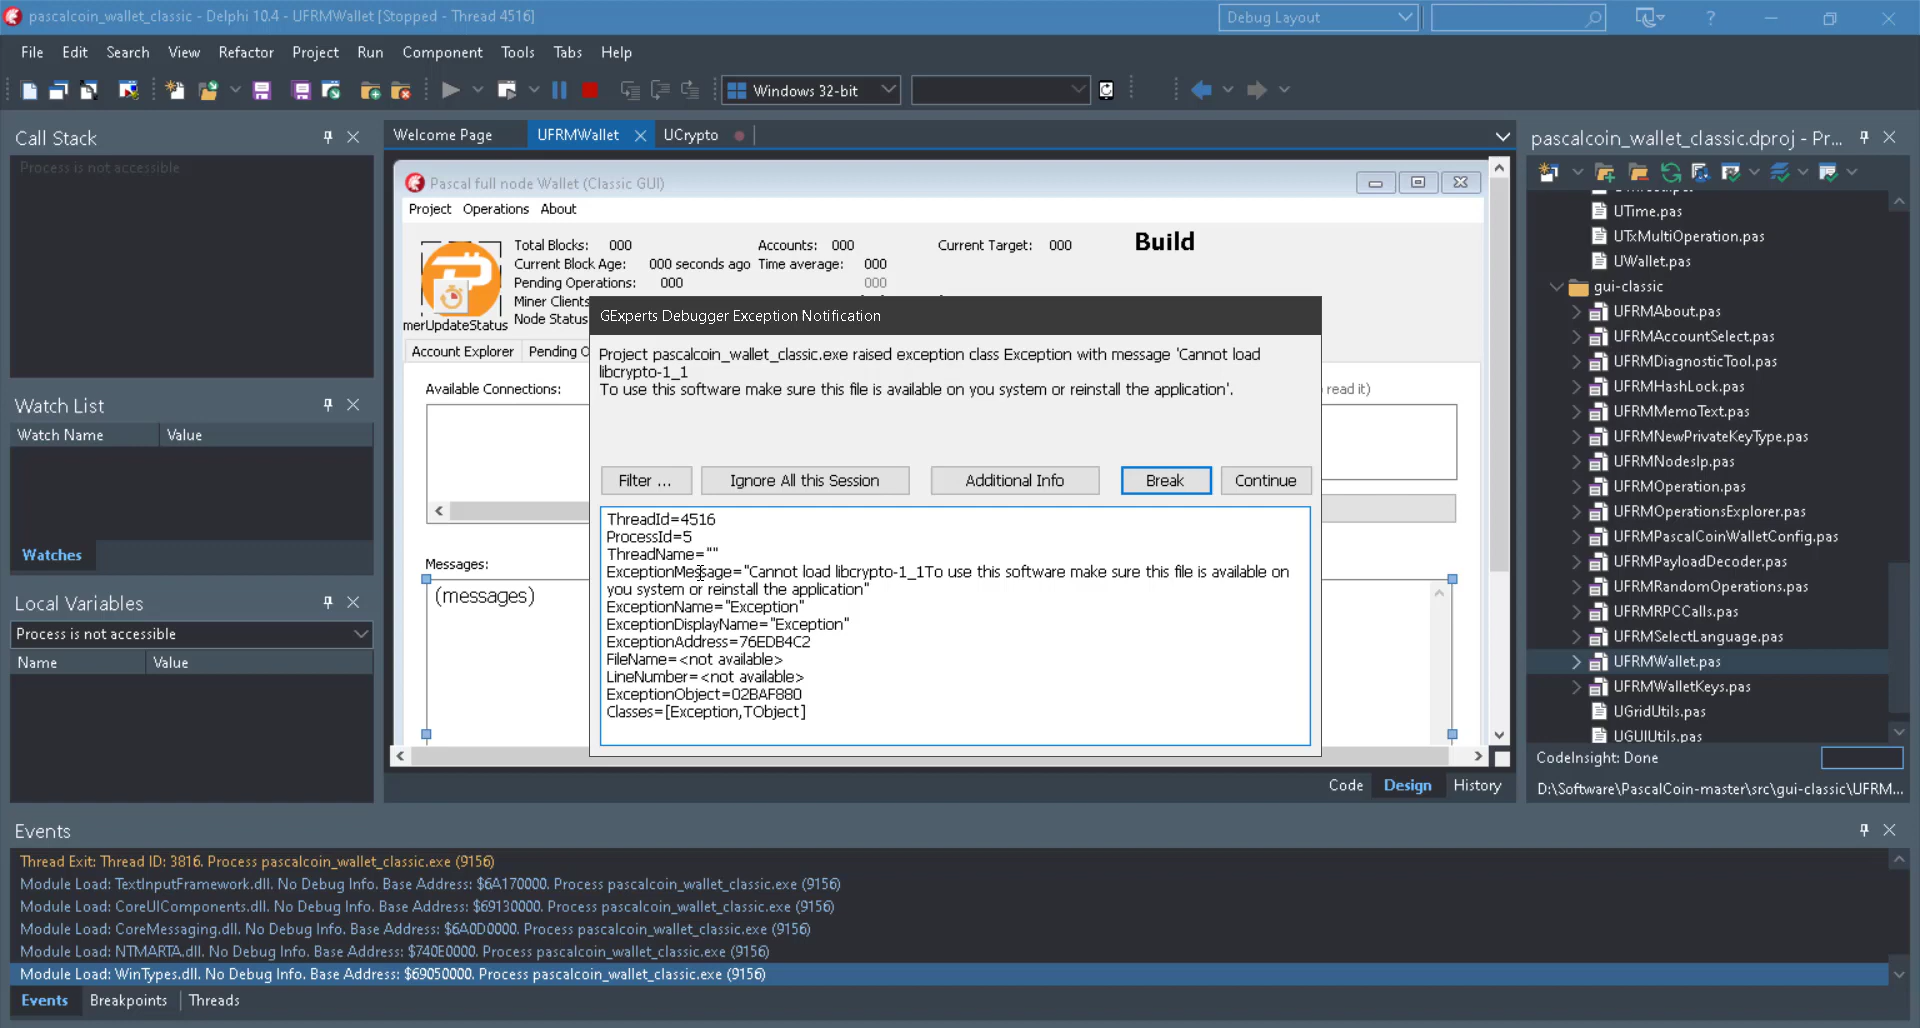 pascalcoin_wallet_classic - Delphi 10.4 - UFRMWallet [Stopped - Thread 4516]
Debug Layout
?
File Edit Search View Refactor Project Run Component Tools Tabs Help
Windows 32-bit
Call Stack
Process is not accessible
Watch List
Watch Name Value
Watches
Local Variables
Process is not accessible
Name Value
Welcome Page UFRMWallet UCrypto
Pascal full node Wallet (Classic GUI)
Project Operations About
Total Blocks: 000 Accounts: 000 Current Target: 000 Build
Current Block Age: 000 seconds ago Time average: 000
Pending Operations: 000 000
Miner Clients
Node Status
merUpdateStatus
Account Explorer Pending O
Available Connections: read it)
Messages:
(messages)
GExperts Debugger Exception Notification
Project pascalcoin_wallet_classic.exe raised exception class Exception with message 'Cannot load
libcrypto-1_1
To use this software make sure this file is available on you system or reinstall the application'.
Filter ... Ignore All this Session Additional Info Break Continue
ThreadId=4516
ProcessId=5
ThreadName=""
ExceptionMessage="Cannot load libcrypto-1_1To use this software make sure this file is available on
you system or reinstall the application"
ExceptionName="Exception"
ExceptionDisplayName="Exception"
ExceptionAddress=76EDB4C2
FileName=<not available>
LineNumber=<not available>
ExceptionObject=02BAF880
Classes=[Exception,TObject]
Code Design History
pascalcoin_wallet_classic.dproj - Pr...
UTime.pas
UTxMultiOperation.pas
UWallet.pas
gui-classic
UFRMAbout.pas
UFRMAccountSelect.pas
UFRMDiagnosticTool.pas
UFRMHashLock.pas
UFRMMemoText.pas
UFRMNewPrivateKeyType.pas
UFRMNodesIp.pas
UFRMOperation.pas
UFRMOperationsExplorer.pas
UFRMPascalCoinWalletConfig.pas
UFRMPayloadDecoder.pas
UFRMRandomOperations.pas
UFRMRPCCalls.pas
UFRMSelectLanguage.pas
UFRMWallet.pas
UFRMWalletKeys.pas
UGridUtils.pas
UGUIUtils.pas
CodeInsight: Done
D:\Software\PascalCoin-master\src\gui-classic\UFRM...
Events
Thread Exit: Thread ID: 3816. Process pascalcoin_wallet_classic.exe (9156)
Module Load: TextInputFramework.dll. No Debug Info. Base Address: $6A170000. Process pascalcoin_wallet_classic.exe (9156)
Module Load: CoreUIComponents.dll. No Debug Info. Base Address: $69130000. Process pascalcoin_wallet_classic.exe (9156)
Module Load: CoreMessaging.dll. No Debug Info. Base Address: $6A0D0000. Process pascalcoin_wallet_classic.exe (9156)
Module Load: NTMARTA.dll. No Debug Info. Base Address: $740E0000. Process pascalcoin_wallet_classic.exe (9156)
Module Load: WinTypes.dll. No Debug Info. Base Address: $69050000. Process pascalcoin_wallet_classic.exe (9156)
Events Breakpoints Threads